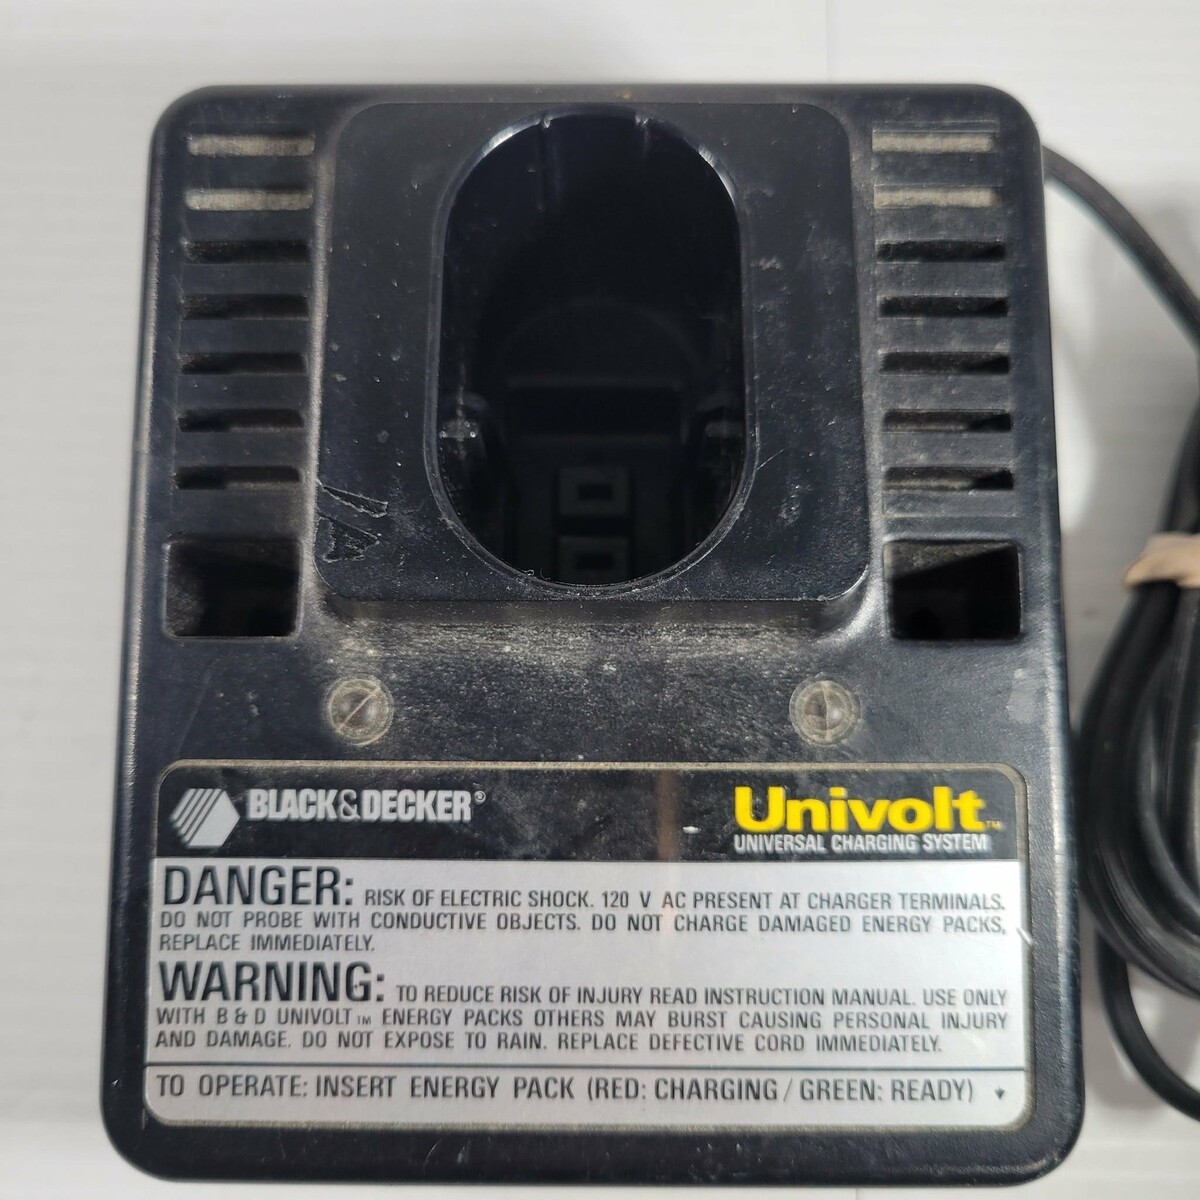 BLACK&DECKER®
Univolt™
UNIVERSAL CHARGING SYSTEM
DANGER: RISK OF ELECTRIC SHOCK. 120 V AC PRESENT AT CHARGER TERMINALS.
DO NOT PROBE WITH CONDUCTIVE OBJECTS. DO NOT CHARGE DAMAGED ENERGY PACKS,
REPLACE IMMEDIATELY.
WARNING: TO REDUCE RISK OF INJURY READ INSTRUCTION MANUAL. USE ONLY
WITH B & D UNIVOLT™ ENERGY PACKS OTHERS MAY BURST CAUSING PERSONAL INJURY
AND DAMAGE. DO NOT EXPOSE TO RAIN. REPLACE DEFECTIVE CORD IMMEDIATELY.
TO OPERATE: INSERT ENERGY PACK (RED: CHARGING / GREEN: READY)